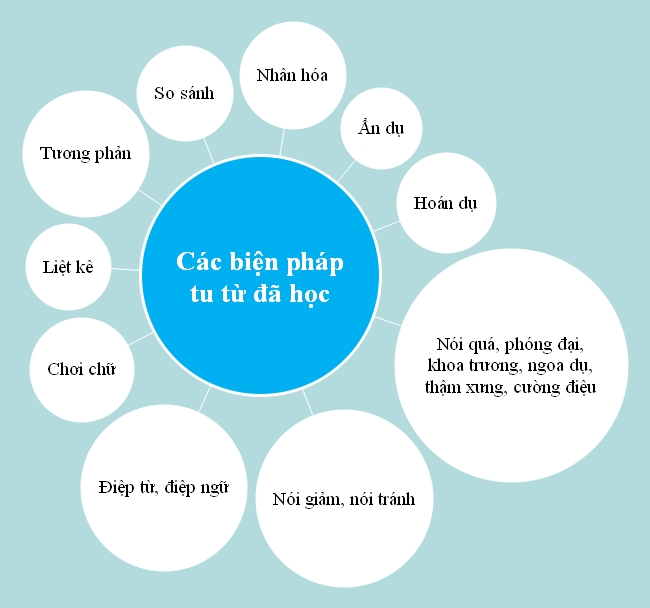 Các biện pháp
tu từ đã học
Nhân hóa
Ẩn dụ
Hoán dụ
Nói quá, phóng đại,
khoa trương, ngoa dụ,
thậm xưng, cường điệu
Nói giảm, nói tránh
Điệp từ, điệp ngữ
Chơi chữ
Liệt kê
Tương phản
So sánh